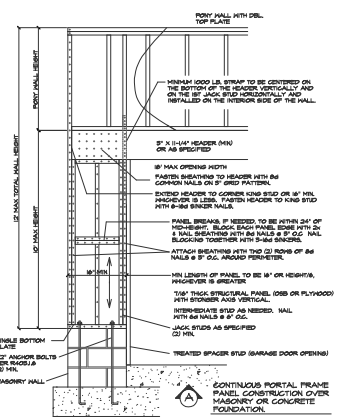 PONY WALL WITH DBL.
TOP PLATE
PONY WALL HEIGHT
12' MAX TOTAL WALL HEIGHT
10' MAX HEIGHT
MINIMUM 1000 LB. STRAP TO BE CENTERED ON
THE BOTTOM OF THE HEADER VERTICALLY AND
ON THE 1ST JACK STUD HORIZONTALLY AND
INSTALLED ON THE INTERIOR SIDE OF THE WALL.
3" X 11-1/4" HEADER (MIN)
OR AS SPECIFIED
18' MAX OPENING WIDTH
FASTEN SHEATHING TO HEADER WITH 8d
COMMON NAILS ON 3" GRID PATTERN.
EXTEND HEADER TO CORNER KING STUD OR 16" MIN.
WHICHEVER IS LESS. FASTEN HEADER TO KING STUD
WITH 6-16d SINKER NAILS.
PANEL BREAKS, IF NEEDED, TO BE WITHIN 24" OF
MID-HEIGHT. BLOCK EACH PANEL EDGE WITH 2x
& NAIL SHEATHING WITH 8d NAILS @ 3" O.C. NAIL
BLOCKING TOGETHER WITH 3-16d SINKERS.
ATTACH SHEATHING WITH TWO (2) ROWS OF 8d
NAILS @ 3" O.C. AROUND PERIMETER.
16" MIN
MIN LENGTH OF PANEL TO BE 16" OR HEIGHT/6,
WHICHEVER IS GREATER
7/16" THICK STRUCTURAL PANEL (OSB OR PLYWOOD)
WITH STONGER AXIS VERTICAL.
INTERMEDIATE STUD AS NEEDED. NAIL
WITH 8d NAILS @ 6" O.C.
JACK STUDS AS SPECIFIED
(2) MIN.
INGLE BOTTOM
LATE
2" ANCHOR BOLTS
ER R403.1.6
) MIN.
ASONRY WALL
TREATED SPACER STUD (GARAGE DOOR OPENING)
A
CONTINUOUS PORTAL FRAME
PANEL CONSTRUCTION OVER
MASONRY OR CONCRETE
FOUNDATION.